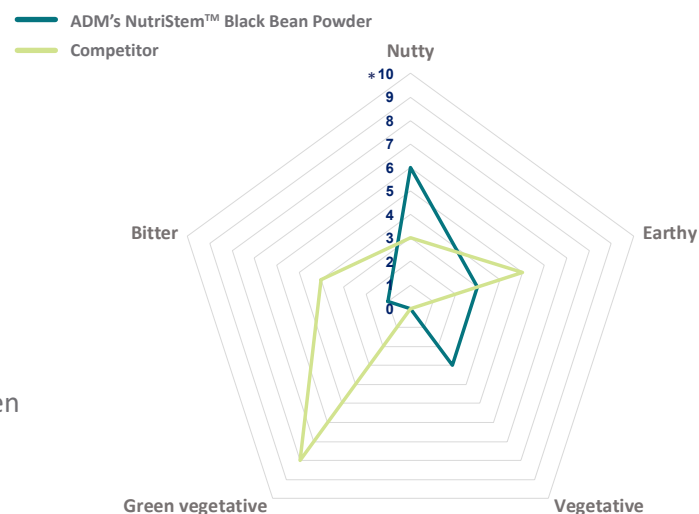 ADM's NutriStem™ Black Bean Powder
Competitor
Nutty
*10
9
8
7
6
5
4
3
2
1
0
Bitter
Earthy
en
Green vegetative
Vegetative